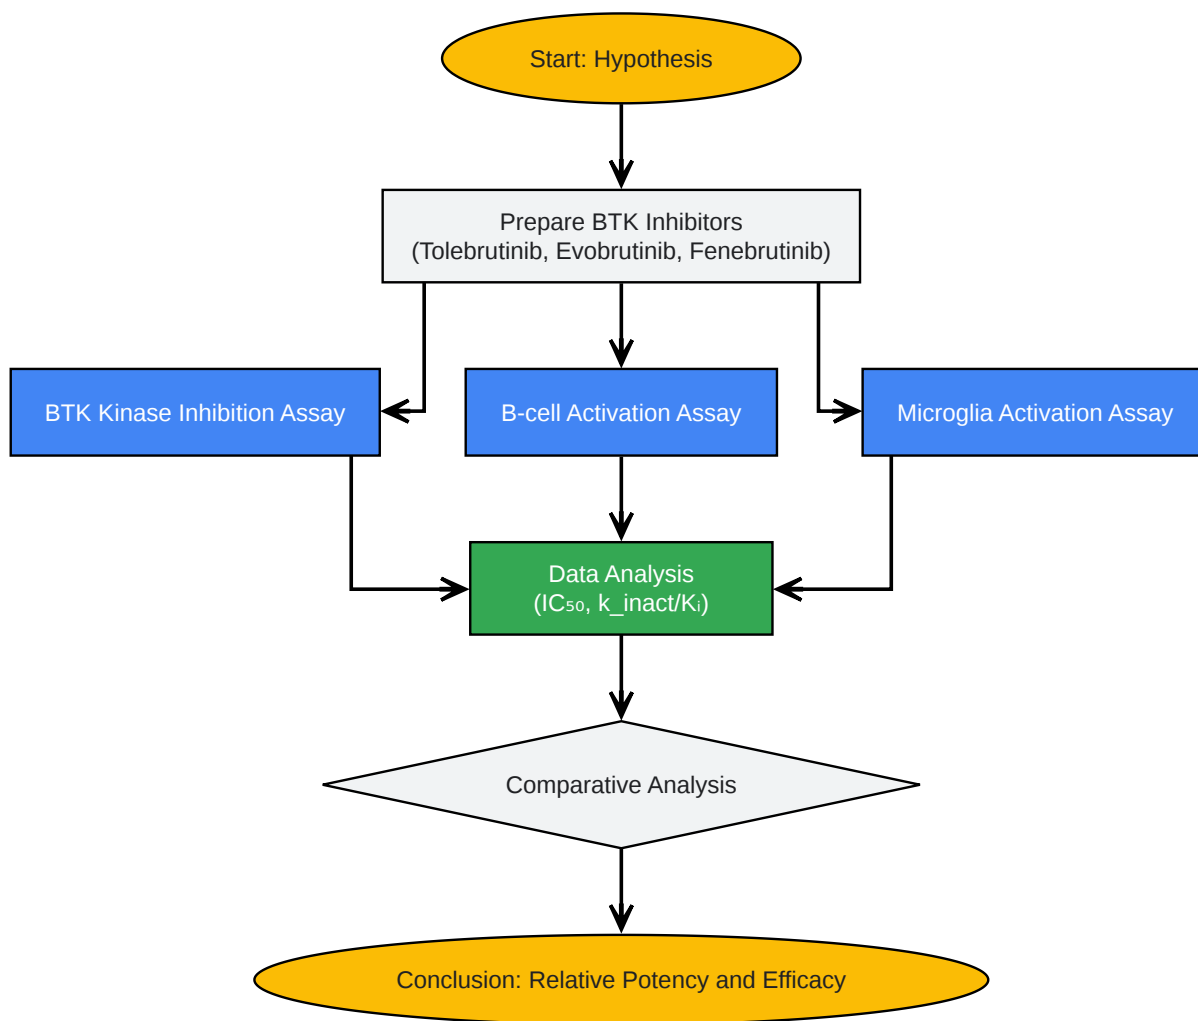 Start: Hypothesis
Prepare BTK Inhibitors
(Tolebrutinib, Evobrutinib, Fenebrutinib)
BTK Kinase Inhibition Assay
B-cell Activation Assay
Microglia Activation Assay
Data Analysis
(IC₅₀, k_inact/Kᵢ)
Comparative Analysis
Conclusion: Relative Potency and Efficacy